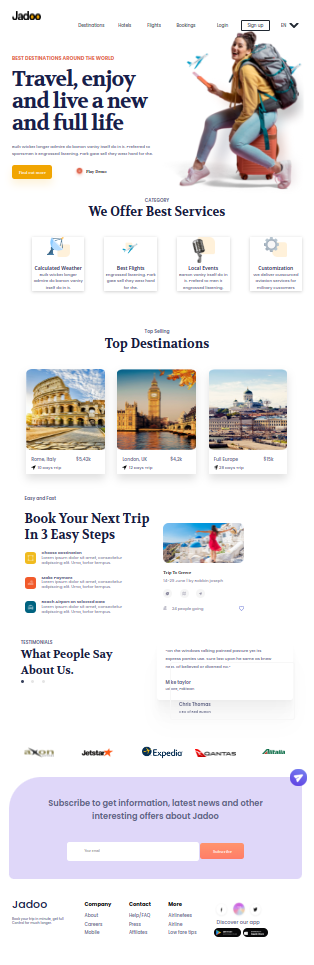 Jadoo
Destinations Hotels Flights Bookings Login Sign up EN
BEST DESTINATIONS AROUND THE WORLD
Travel, enjoy
and live a new
and full life
Built Wicket longer admire do barton vanity itself do in it. Preferred to
sportsmen it engrossed listening. Park gate sell they west hard for the.
Find out more Play Demo
CATEGORY
We Offer Best Services
Calculated Weather
Built Wicket longer
admire do barton vanity
itself do in it.
Best Flights
Engrossed listening. Park
gate sell they west hard
for the.
Local Events
Barton vanity itself do in
it. Preferd to men it
engrossed listening.
Customization
We deliver outsourced
aviation services for
military customers
Top Selling
Top Destinations
Rome, Italy $5,42k
10 Days Trip
London, UK $4,2k
12 Days Trip
Full Europe $15k
28 Days Trip
Easy and Fast
Book Your Next Trip
In 3 Easy Steps
Choose Destination
Lorem ipsum dolor sit amet, consectetur
adipiscing elit. Urna, tortor tempus.
Make Payment
Lorem ipsum dolor sit amet, consectetur
adipiscing elit. Urna, tortor tempus.
Reach Airport on Selected Date
Lorem ipsum dolor sit amet, consectetur
adipiscing elit. Urna, tortor tempus.
Trip To Greece
14-29 June | by Robbin joseph
24 people going
TESTIMONIALS
What People Say
About Us.
"On the Windows talking painted pasture yet its
express parties use. Sure last upon he same as knew
next. Of believed or diverted no."
Mike taylor
Lahore, Pakistan
Chris Thomas
CEO of Red Button
axon Jetstar Expedia QANTAS Alitalia
Subscribe to get information, latest news and other
interesting offers about Jadoo
Your email Subscribe
Jadoo
Book your trip in minute, get full
Control for much longer.
Company
About
Careers
Mobile
Contact
Help/FAQ
Press
Affilates
More
Airlinefees
Airline
Low fare tips
Discover our app